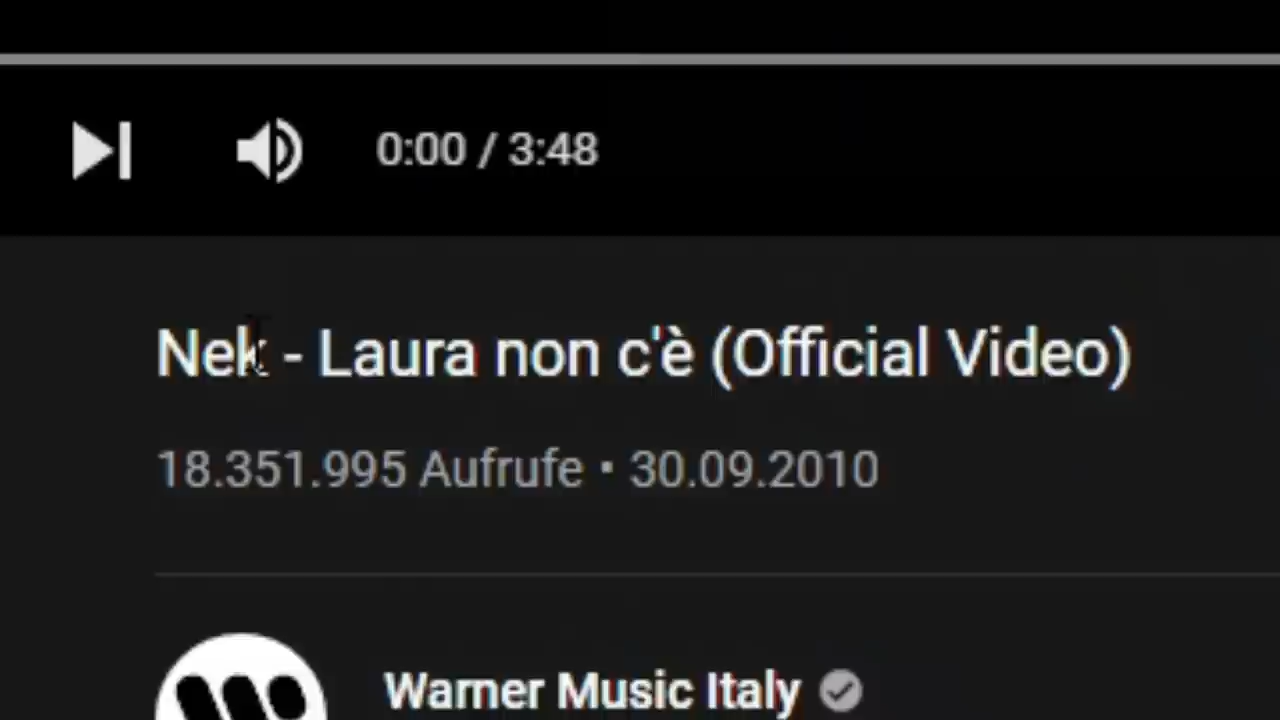 0:00 / 3:48
Nek - Laura non c'è (Official Video)
18.351.995 Aufrufe • 30.09.2010
Warner Music Italy